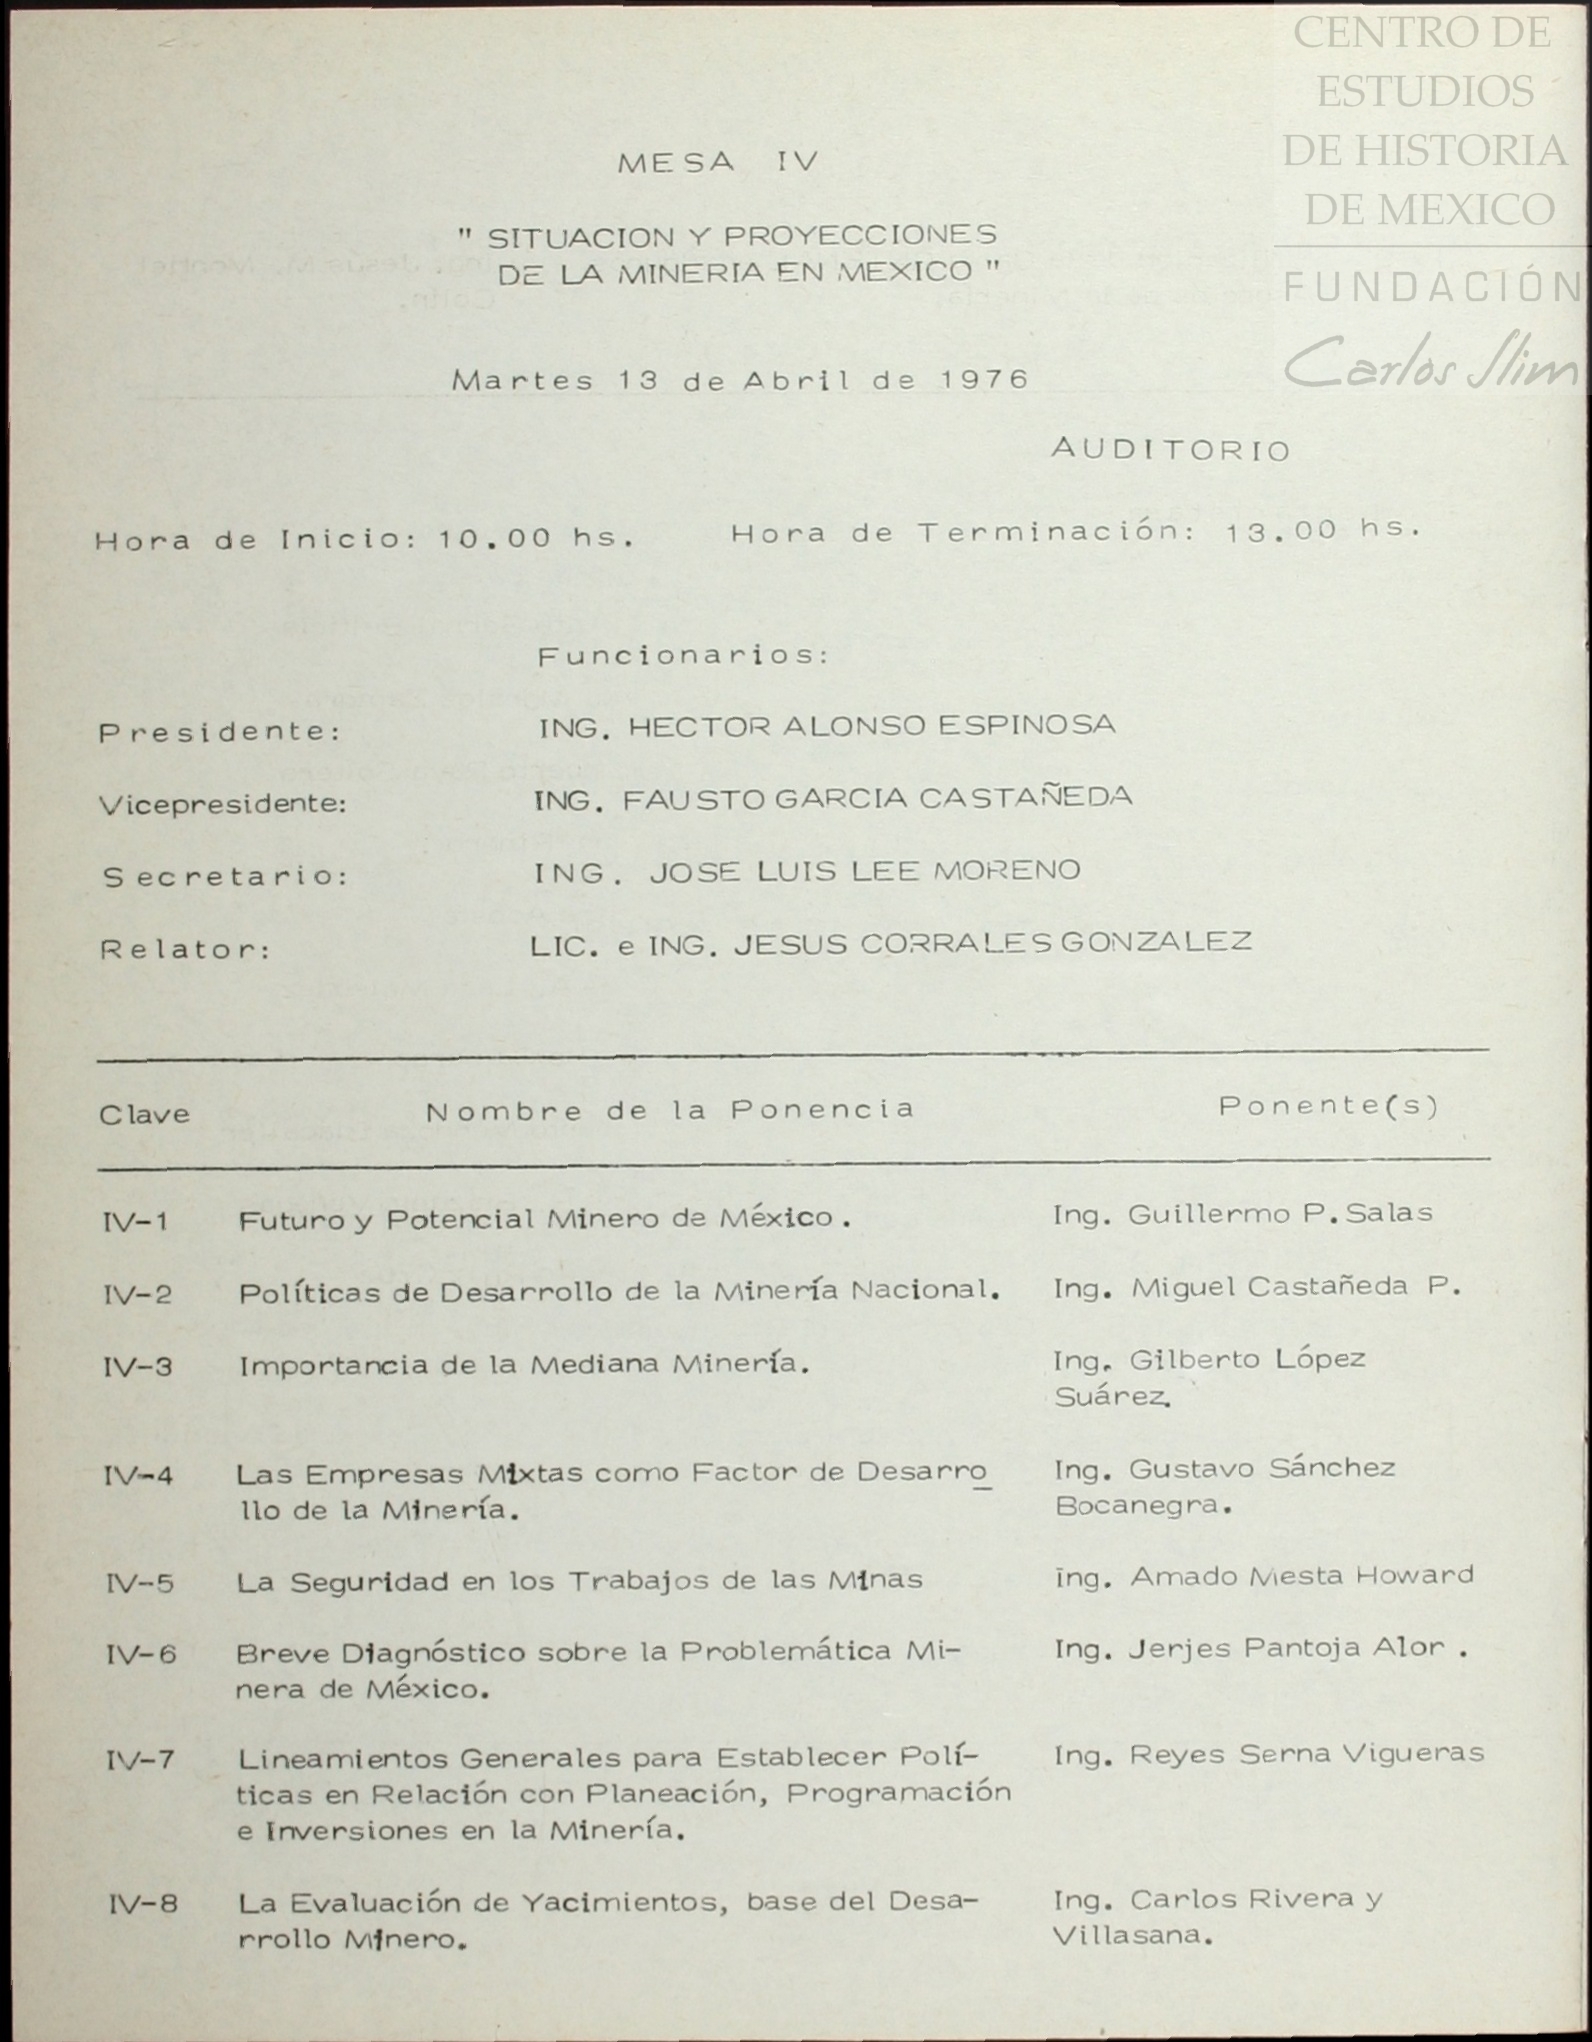 CENTRO DE
ESTUDIOS
DE HISTORIA
DE MEXICO
FUNDACIÓN
Carlos Slim
MESA IV
" SITUACION Y PROYECCIONES
DE LA MINERIA EN MEXICO "
Martes 13 de Abril de 1976
AUDITORIO
Hora de Inicio: 10.00 hs. Hora de Terminación: 13.00 hs.
Funcionarios:
Presidente: ING. HECTOR ALONSO ESPINOSA
Vicepresidente: ING. FAUSTO GARCIA CASTAÑEDA
Secretario: ING. JOSE LUIS LEE MORENO
Relator: LIC. e ING. JESUS CORRALES GONZALEZ
Clave Nombre de la Ponencia Ponente(s)
IV-1 Futuro y Potencial Minero de México. Ing. Guillermo P. Salas
IV-2 Políticas de Desarrollo de la Minería Nacional. Ing. Miguel Castañeda P.
IV-3 Importancia de la Mediana Minería. Ing. Gilberto López
Suárez.
IV-4 Las Empresas Mixtas como Factor de Desarro Ing. Gustavo Sánchez
llo de la Minería. Bocanegra.
IV-5 La Seguridad en los Trabajos de las Minas ing. Amado Mesta Howard
IV-6 Breve Diagnóstico sobre la Problemática Mi- Ing. Jerjes Pantoja Alor .
nera de México.
IV-7 Lineamientos Generales para Establecer Polí- Ing. Reyes Serna Vigueras
ticas en Relación con Planeación, Programación
e Inversiones en la Minería.
IV-8 La Evaluación de Yacimientos, base del Desa- Ing. Carlos Rivera y
rrollo Minero. Villasana.